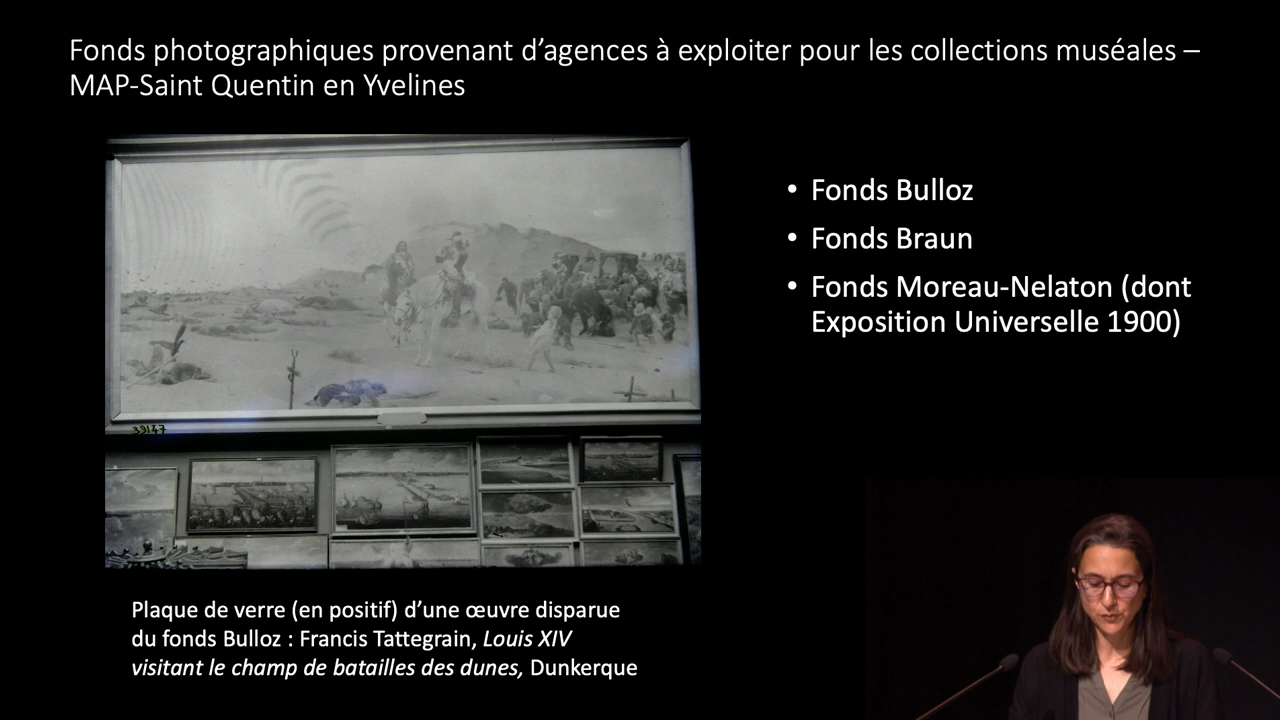 Fonds photographiques provenant d’agences à exploiter pour les collections muséales –
MAP-Saint Quentin en Yvelines
• Fonds Bulloz
• Fonds Braun
• Fonds Moreau-Nelaton (dont
Exposition Universelle 1900)
39147
Plaque de verre (en positif) d’une œuvre disparue
du fonds Bulloz : Francis Tattegrain, Louis XIV
visitant le champ de batailles des dunes, Dunkerque